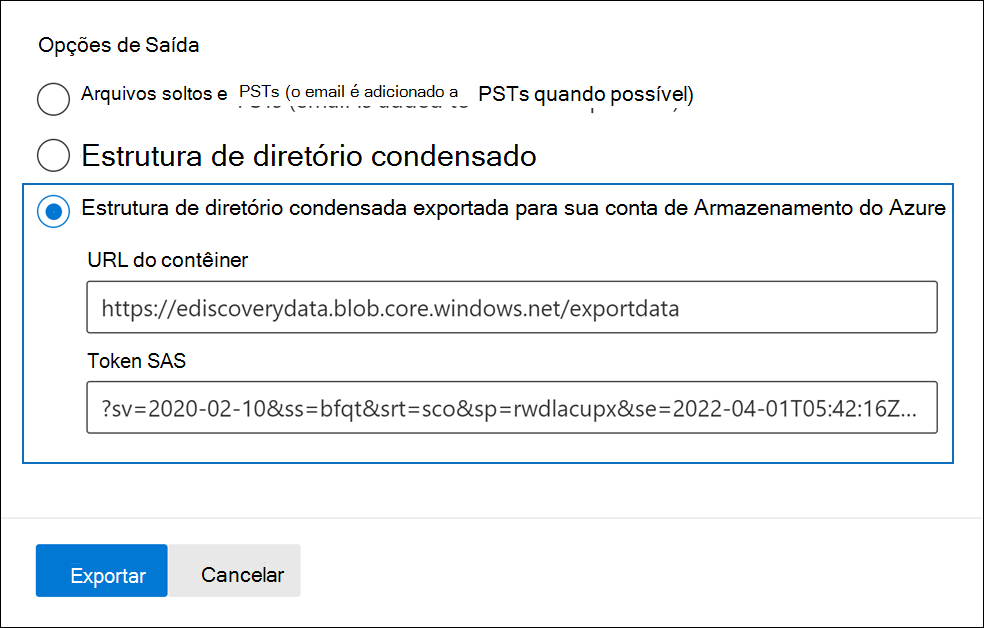 Opções de Saída
Arquivos soltos e PSTs (o email é adicionado a PSTs quando possível)
Estrutura de diretório condensado
Estrutura de diretório condensada exportada para sua conta de Armazenamento do Azure
URL do contêiner
https://ediscoverydata.blob.core.windows.net/exportdata
Token SAS
?sv=2020-02-10&ss=bfqt&srt=sco&sp=rwdlacupx&se=2022-04-01T05:42:16Z...
Exportar Cancelar